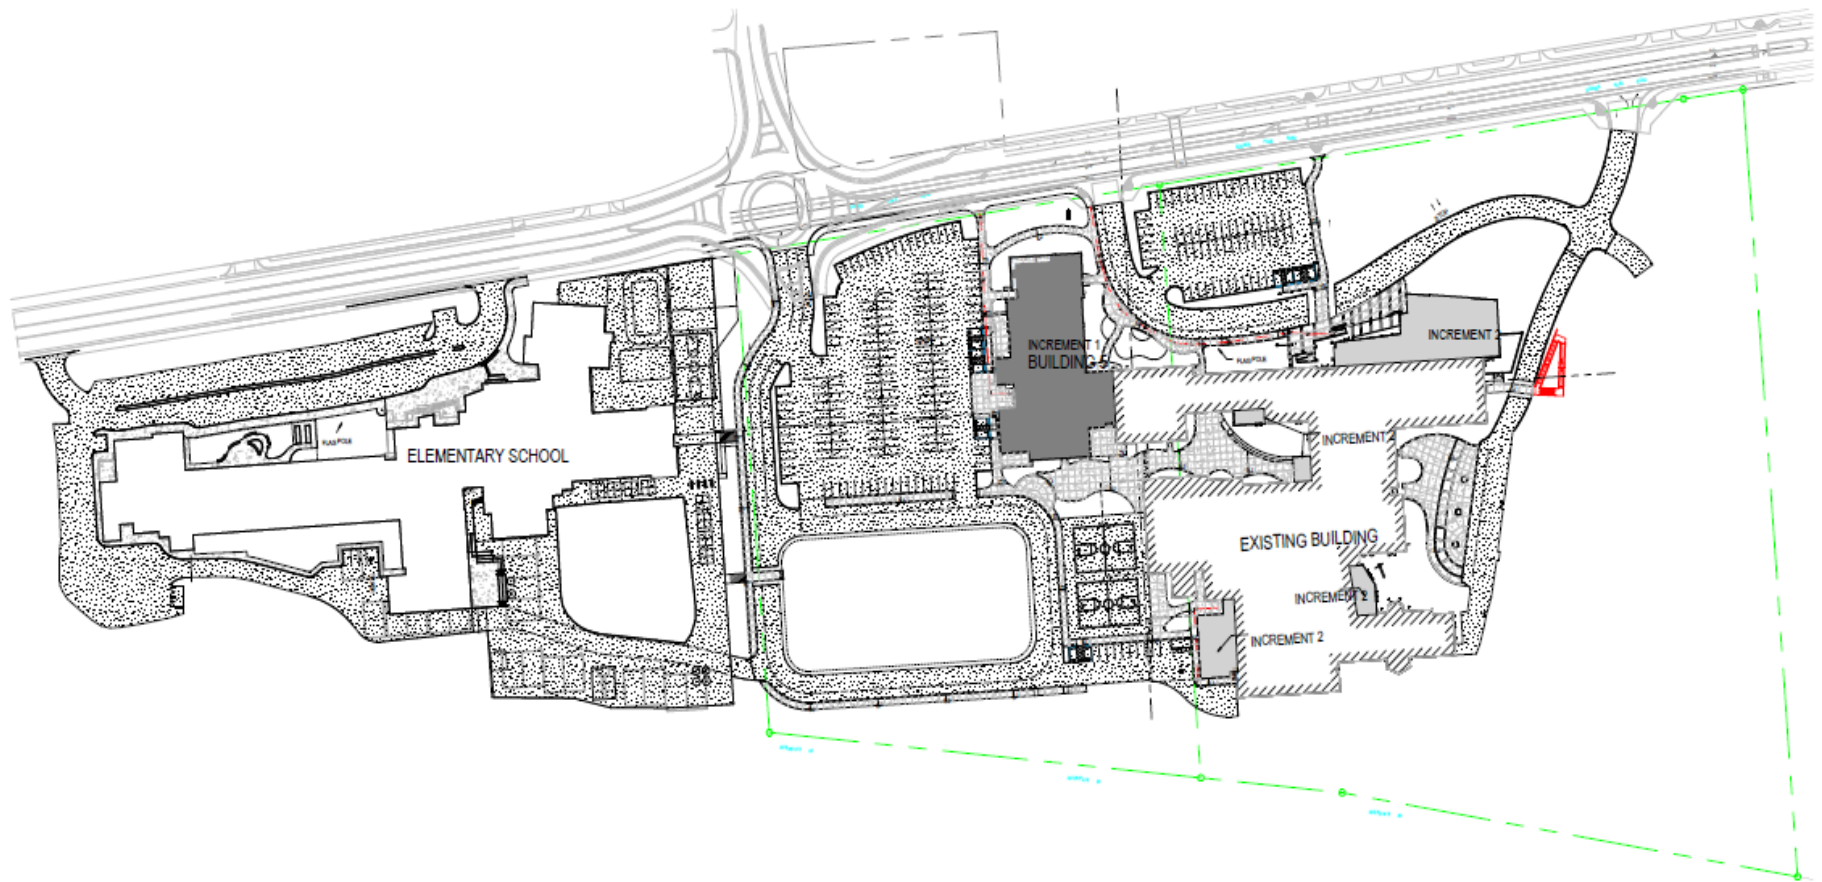 INCREMENT
INCREMENT 1
BUILDING 5
FLAG POLE
INCREMENT 2
FLAG POLE
ELEMENTARY SCHOOL
EXISTING BUILDING
INCREMENT 2
INCREMENT 2